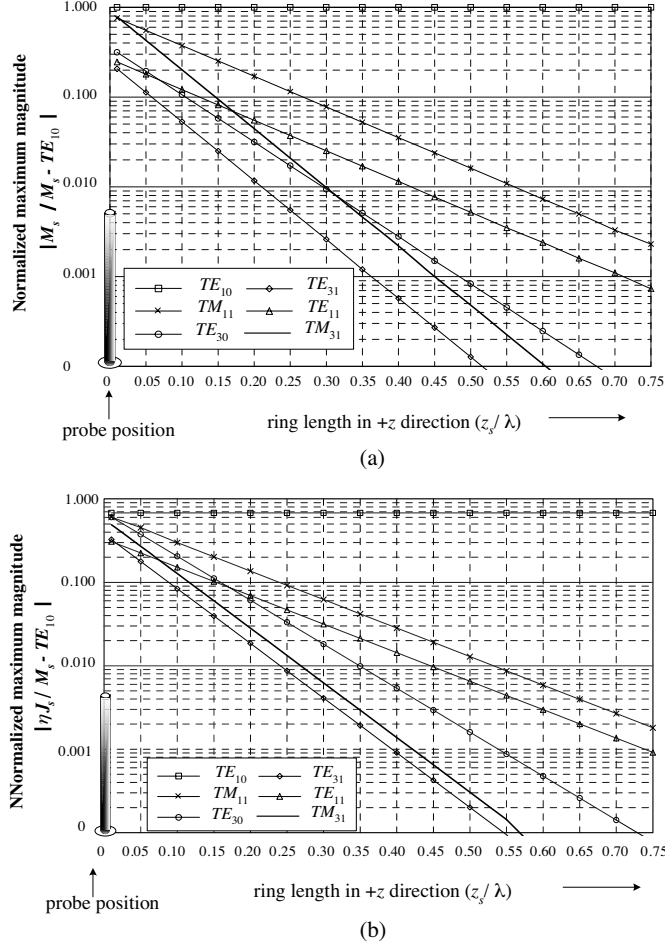 1.000
0.100
0.010
0.001
0
Normalized maximum magnitude
| M_s / M_s - TE_10 |
TE_10
TE_31
TM_11
TE_11
TE_30
TM_31
0 0.05 0.10 0.15 0.20 0.25 0.30 0.35 0.40 0.45 0.50 0.55 0.60 0.65 0.70 0.75
ring length in +z direction (z_s/ λ)
probe position
(a)
1.000
0.100
0.010
0.001
0
NNormalized maximum magnitude
| ηJ_s / M_s - TE_10 |
TE_10
TE_31
TM_11
TE_11
TE_30
TM_31
0 0.05 0.10 0.15 0.20 0.25 0.30 0.35 0.40 0.45 0.50 0.55 0.60 0.65 0.70 0.75
ring length in +z direction (z_s/ λ)
probe position
(b)